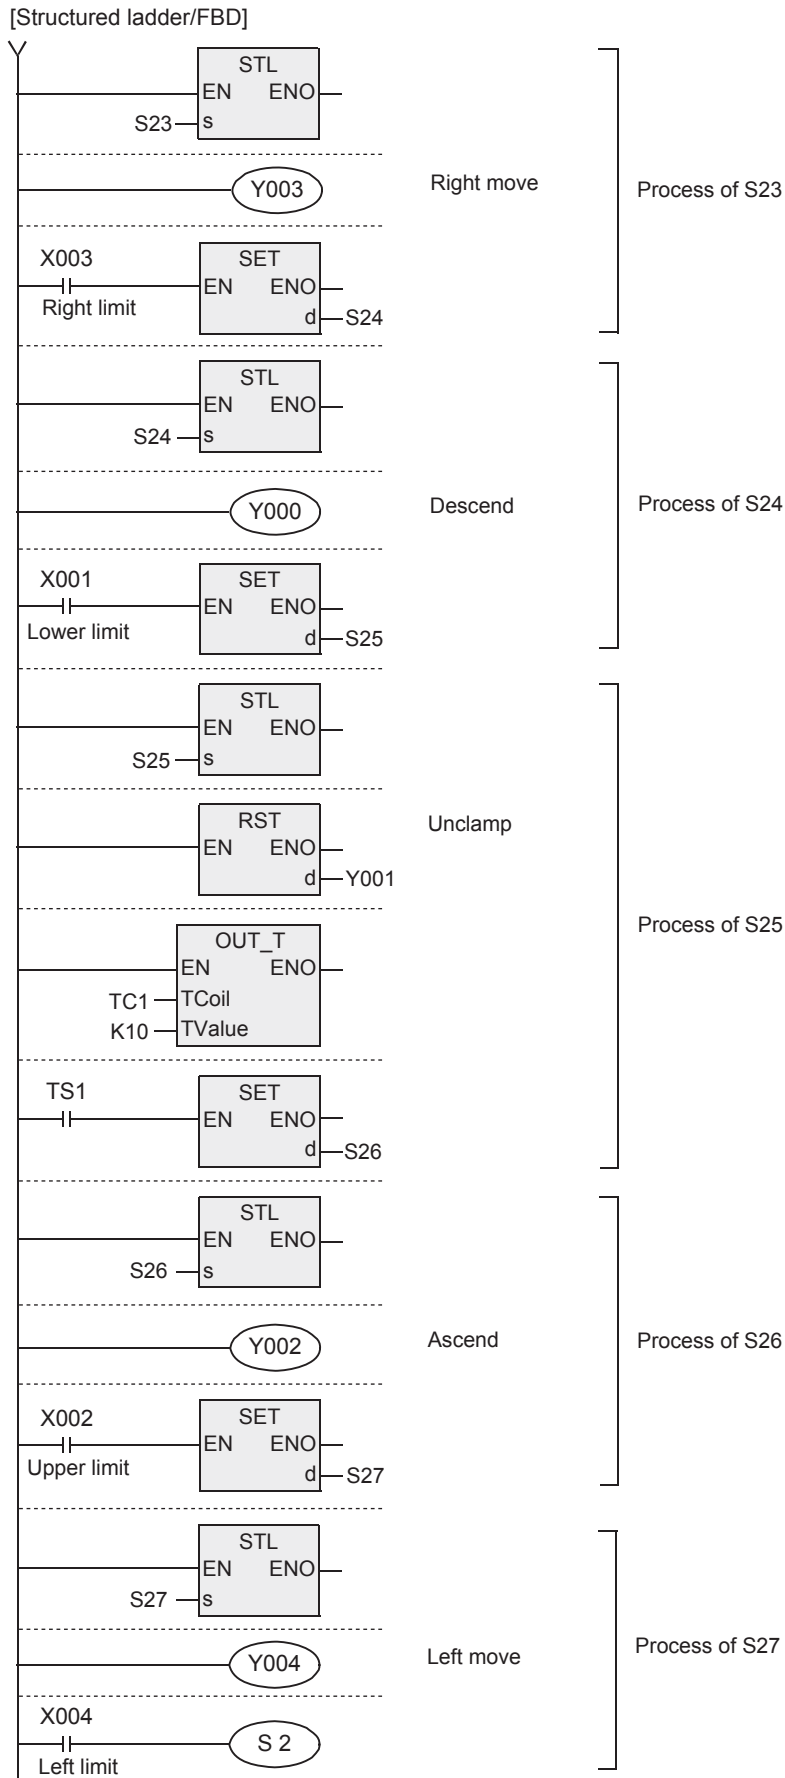 [Structured ladder/FBD]
STL
EN ENO
S23 s
Y003
Right move
Process of S23
X003
SET
EN ENO
Right limit
d S24
STL
EN ENO
S24 s
Y000
Descend
Process of S24
X001
SET
EN ENO
Lower limit
d S25
STL
EN ENO
S25 s
RST
Unclamp
EN ENO
d Y001
Process of S25
OUT_T
EN ENO
TC1 TCoil
K10 TValue
TS1
SET
EN ENO
d S26
STL
EN ENO
S26 s
Y002
Ascend
Process of S26
X002
SET
EN ENO
Upper limit
d S27
STL
EN ENO
S27 s
Y004
Left move
Process of S27
X004
S 2
Left limit